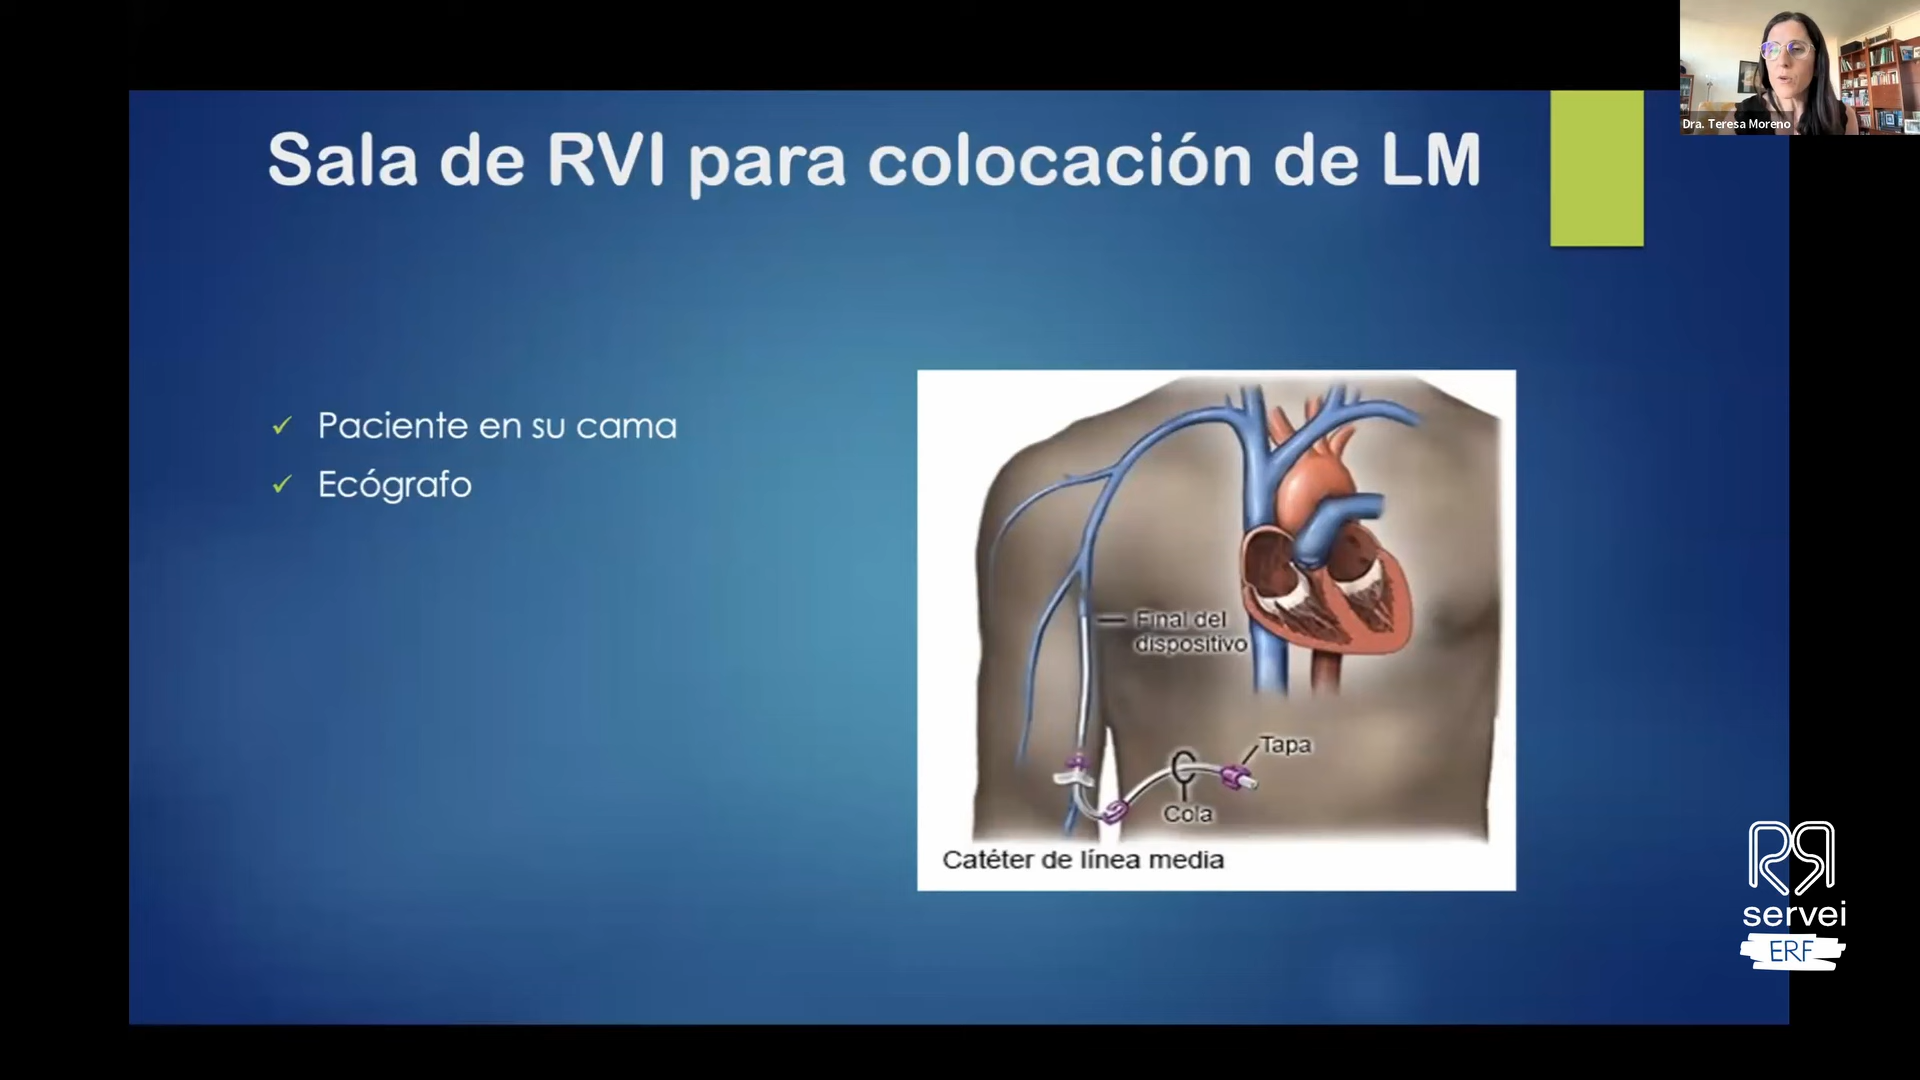 Dra. Teresa Moreno
Sala de RVI para colocación de LM
✓ Paciente en su cama
✓ Ecógrafo
Final del
dispositivo
Tapa
Cola
Catéter de línea media
servei
ERF